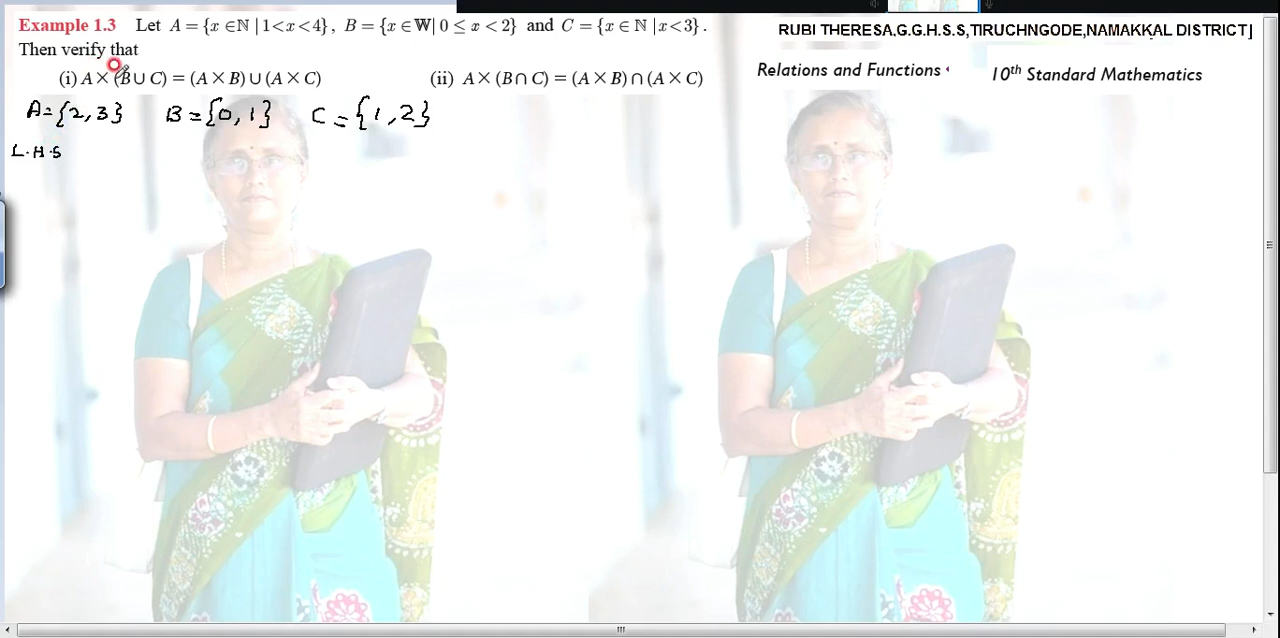 Example 1.3 Let A = {x ∈ ℕ | 1 < x < 4}, B = {x ∈ 𝕎 | 0 ≤ x < 2} and C = {x ∈ ℕ | x < 3}.
Then verify that
(i) A × (B ∪ C) = (A × B) ∪ (A × C) (ii) A × (B ∩ C) = (A × B) ∩ (A × C)
RUBI THERESA,G.G.H.S.S,TIRUCHNGODE,NAMAKKAL DISTRICT]
Relations and Functions 10th Standard Mathematics
A={2,3} B={0,1} C={1,2}
L.H.S